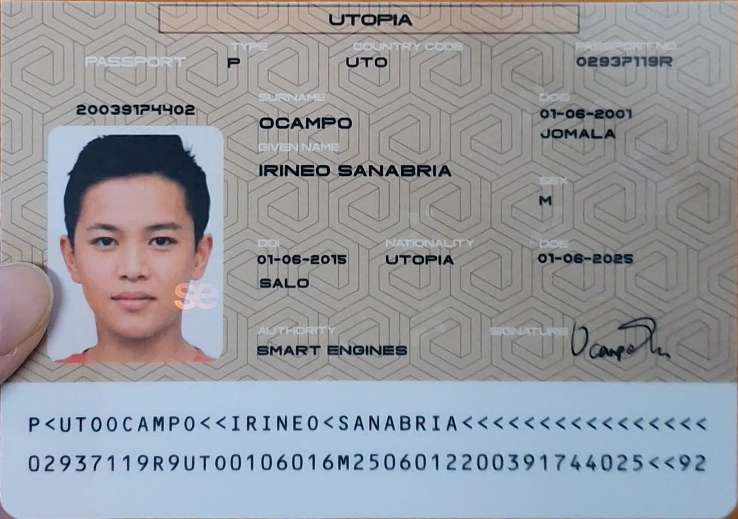 UTOPIA
PASSPORT
TYPE
P
COUNTRY CODE
UTO
PASSPORT NO.
02937119R
20039174402
SURNAME
OCAMPO
DOB
01-06-2001
JOMALA
GIVEN NAME
IRINEO SANABRIA
SEX
M
DOI
01-06-2015
SALO
NATIONALITY
UTOPIA
DOE
01-06-2025
se
AUTHORITY
SMART ENGINES
SIGNATURE
P<UTOOCAMPO<<IRINEO<SANABRIA<<<<<<<<<<<<<<<<
02937119R9UTO0106016M2506012200391744025<<92